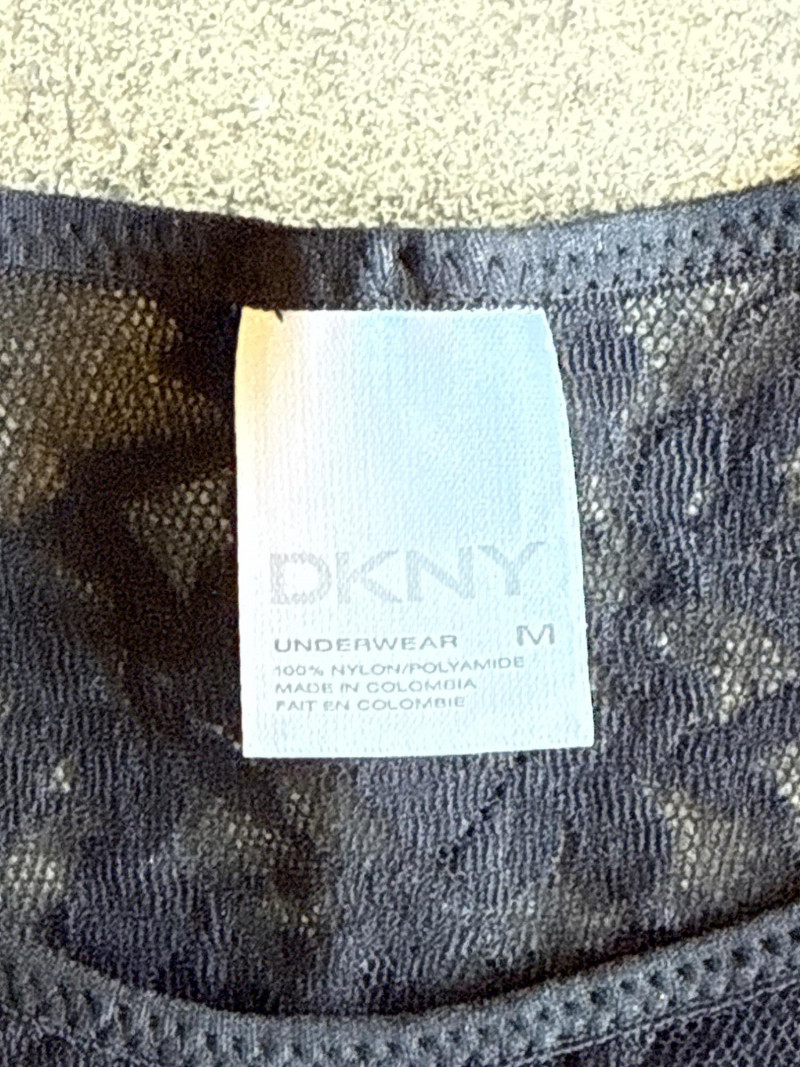 DKNY
UNDERWEAR M
100% NYLON/POLYAMIDE
MADE IN COLOMBIA
FAIT EN COLOMBIE